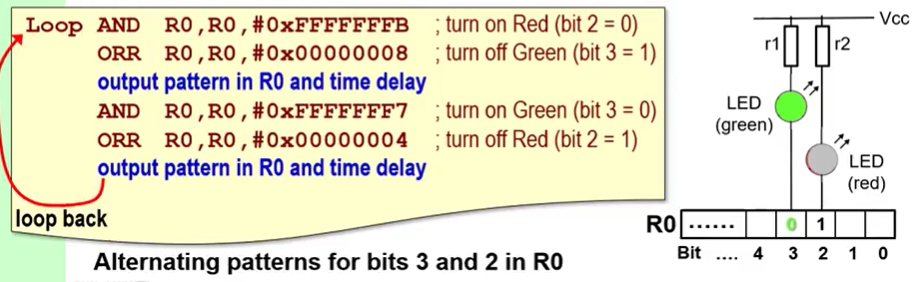 Loop AND R0,R0,#0xFFFFFFFB ; turn on Red (bit 2 = 0)
ORR R0,R0,#0x00000008 ; turn off Green (bit 3 = 1)
output pattern in R0 and time delay
AND R0,R0,#0xFFFFFFF7 ; turn on Green (bit 3 = 0)
ORR R0,R0,#0x00000004 ; turn off Red (bit 2 = 1)
output pattern in R0 and time delay
loop back
Alternating patterns for bits 3 and 2 in R0
Vcc
r1 r2
LED
(green)
LED
(red)
R0 ...... 0 1
Bit .... 4 3 2 1 0